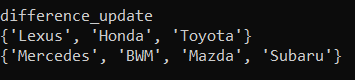 difference_update
{'Lexus', 'Honda', 'Toyota'}
{'Mercedes', 'BWM', 'Mazda', 'Subaru'}